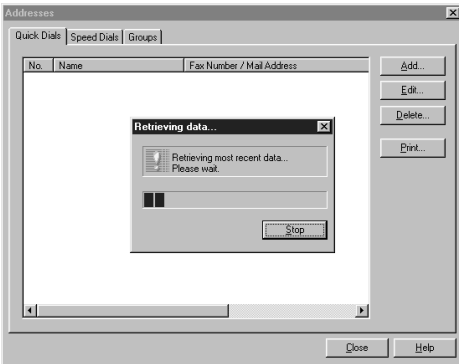 Addresses
Quick Dials Speed Dials Groups
No. Name Fax Number / Mail Address
Add...
Edit...
Delete...
Print...
Retrieving data...
Retrieving most recent data...
Please wait.
Stop
Close Help